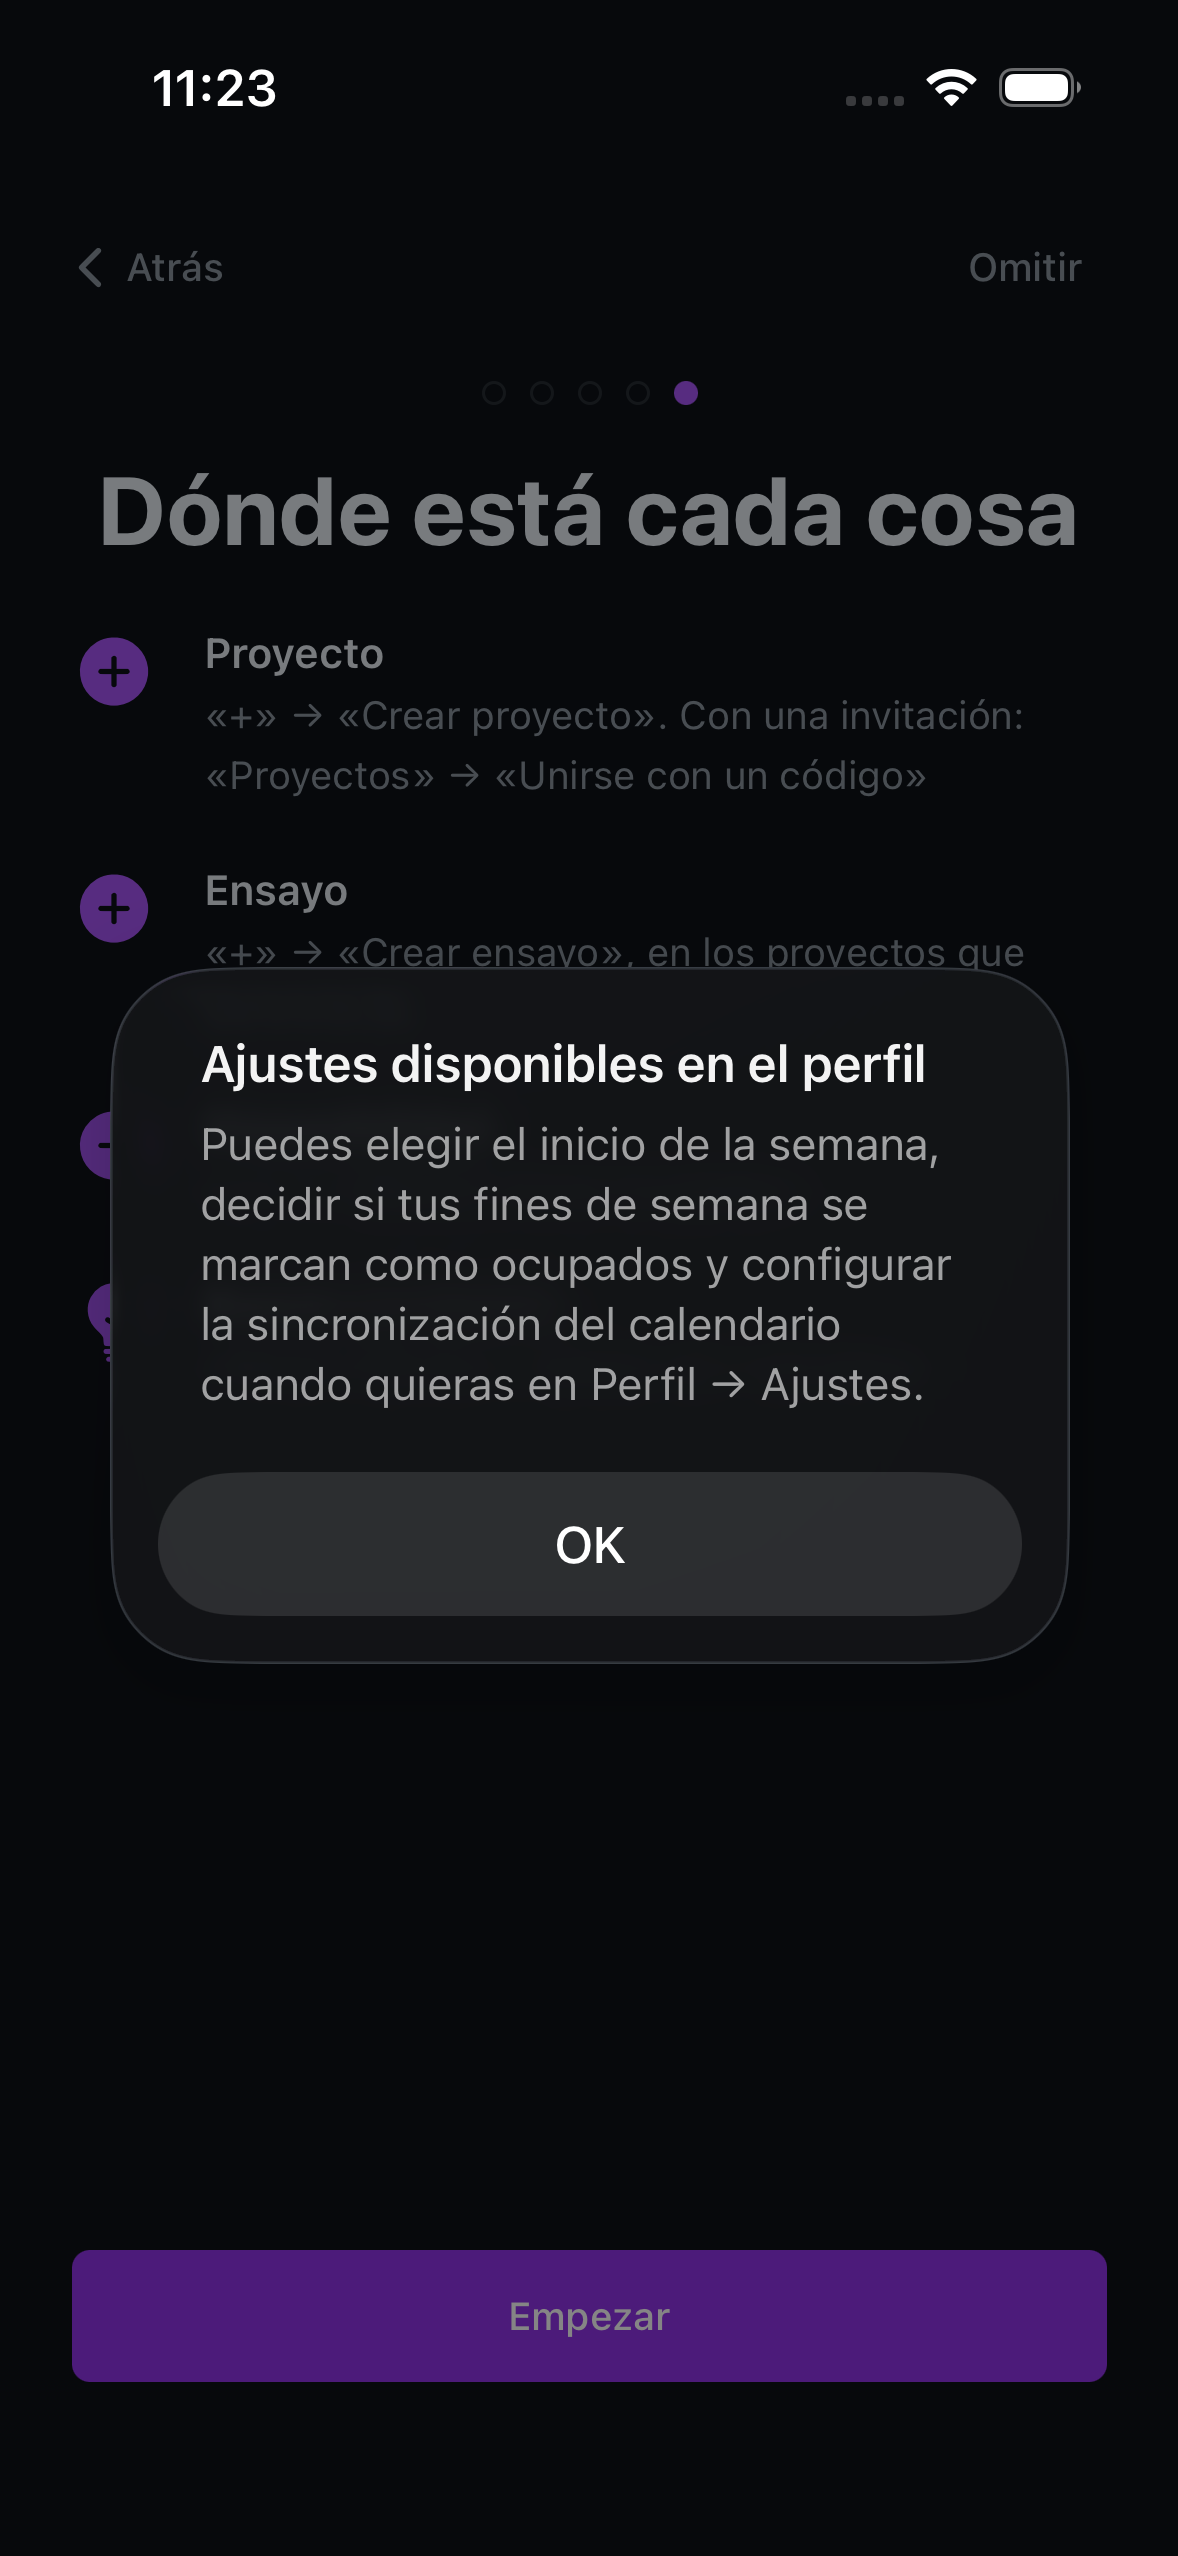 11:23
Atrás
Omitir
Dónde está cada cosa
Proyecto
«+» → «Crear proyecto». Con una invitación:
«Proyectos» → «Unirse con un código»
Ensayo
«+» → «Crear ensayo», en los proyectos que
Ajustes disponibles en el perfil
Puedes elegir el inicio de la semana,
decidir si tus fines de semana se
marcan como ocupados y configurar
la sincronización del calendario
cuando quieras en Perfil → Ajustes.
OK
Empezar